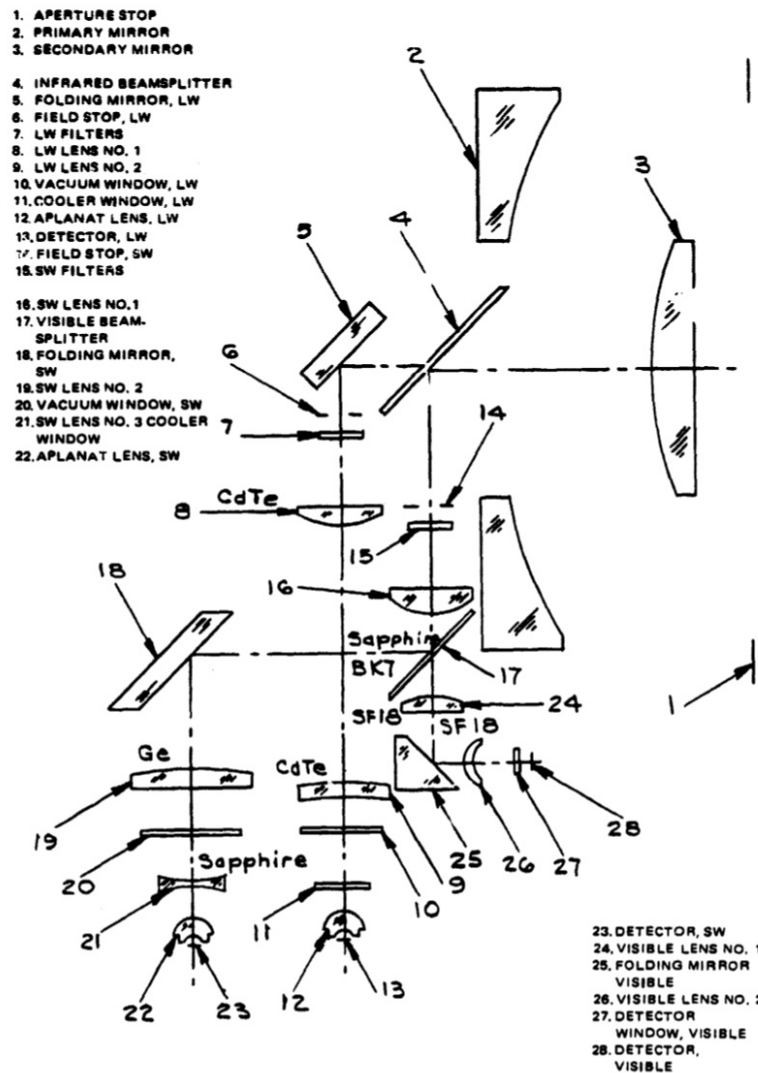 1. APERTURE STOP
2. PRIMARY MIRROR
3. SECONDARY MIRROR
4. INFRARED BEAMSPLITTER
5. FOLDING MIRROR, LW
6. FIELD STOP, LW
7. LW FILTERS
8. LW LENS NO. 1
9. LW LENS NO. 2
10. VACUUM WINDOW, LW
11. COOLER WINDOW, LW
12. APLANAT LENS, LW
13. DETECTOR, LW
14. FIELD STOP, SW
15. SW FILTERS
16. SW LENS NO. 1
17. VISIBLE BEAM-
SPLITTER
18. FOLDING MIRROR,
SW
19. SW LENS NO. 2
20. VACUUM WINDOW, SW
21. SW LENS NO. 3 COOLER
WINDOW
22. APLANAT LENS, SW
2
3
4
5
6
7
14
CdTe
8
15
18
16
Sapphire
BK7
17
1
SF18
24
SF18
Ge
CdTe
19
20
Sapphire
21
11
10
9
25
26
27
28
22
23
12
13
23. DETECTOR, SW
24. VISIBLE LENS NO. 1
25. FOLDING MIRROR
VISIBLE
26. VISIBLE LENS NO. 2
27. DETECTOR
WINDOW, VISIBLE
28. DETECTOR,
VISIBLE